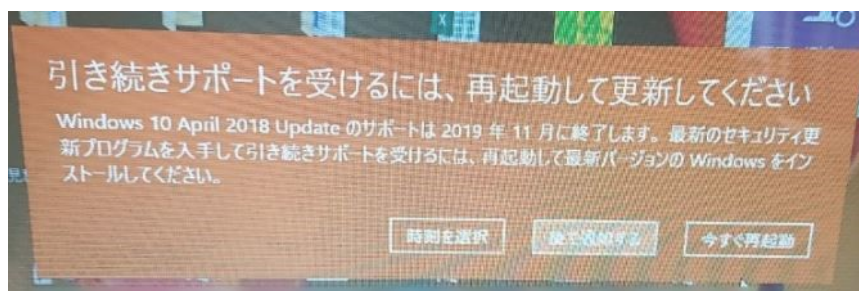 引き続きサポートを受けるには、再起動して更新してください
Windows 10 April 2018 Update のサポートは 2019 年 11 月に終了します。最新のセキュリティ更
新プログラムを入手して引き続きサポートを受けるには、再起動して最新バージョンの Windows をイン
ストールしてください。
時刻を選択
後で通知する
今すぐ再起動